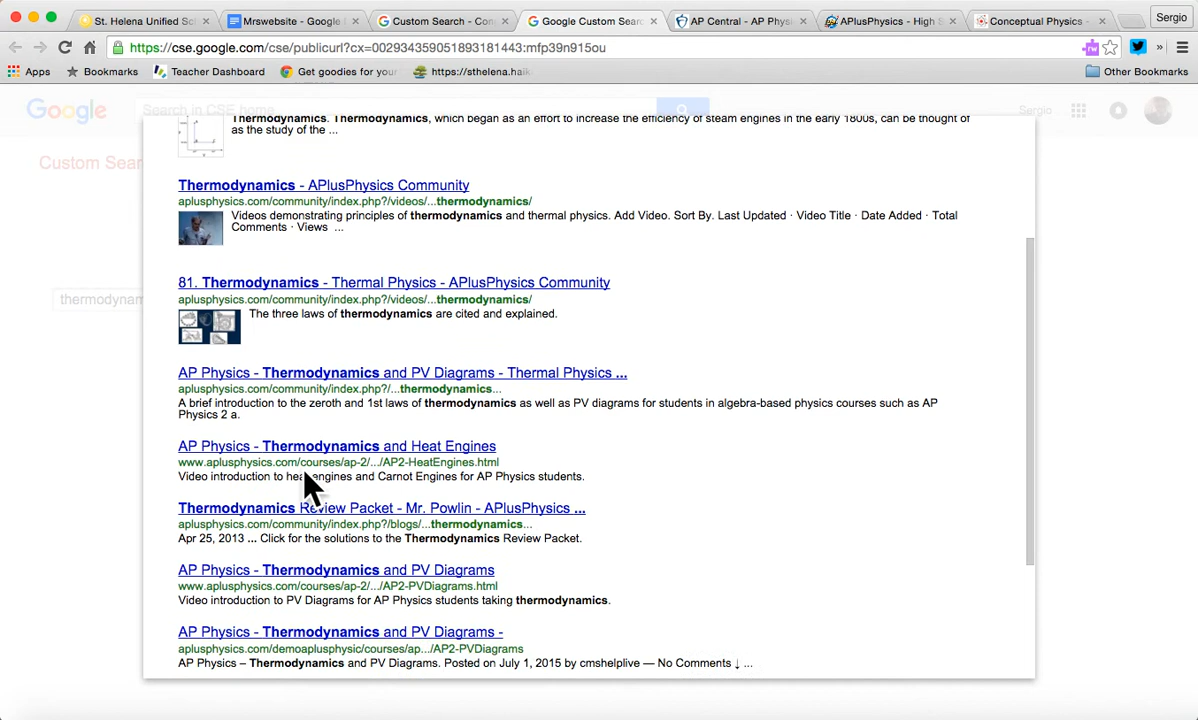 St. Helena Unified Sc
Mrswebsite - Google
Custom Search - Con
Google Custom Sear
AP Central - AP Physi
APlusPhysics - High S
Conceptual Physics -
Sergio
https://cse.google.com/cse/publicurl?cx=002934359051893181443:mfp39n915ou
Apps
Bookmarks
Teacher Dashboard
Get goodies for your
https://sthelena.haik
»
Other Bookmarks
Google
Search in CSE home
Sergio
Custom Sear
thermodynam
Thermodynamics. Thermodynamics, which began as an effort to increase the efficiency of steam engines in the early 1800s, can be thought of
as the study of the ...
Thermodynamics - APlusPhysics Community
aplusphysics.com/community/index.php?/videos/...thermodynamics/
Videos demonstrating principles of thermodynamics and thermal physics. Add Video. Sort By. Last Updated · Video Title · Date Added · Total
Comments · Views ...
81. Thermodynamics - Thermal Physics - APlusPhysics Community
aplusphysics.com/community/index.php?/videos/...thermodynamics/
The three laws of thermodynamics are cited and explained.
AP Physics - Thermodynamics and PV Diagrams - Thermal Physics ...
aplusphysics.com/community/index.php?/...thermodynamics...
A brief introduction to the zeroth and 1st laws of thermodynamics as well as PV diagrams for students in algebra-based physics courses such as AP
Physics 2 a.
AP Physics - Thermodynamics and Heat Engines
www.aplusphysics.com/courses/ap-2/.../AP2-HeatEngines.html
Video introduction to heat engines and Carnot Engines for AP Physics students.
Thermodynamics Review Packet - Mr. Powlin - APlusPhysics ...
aplusphysics.com/community/index.php?/blogs/...thermodynamics...
Apr 25, 2013 ... Click for the solutions to the Thermodynamics Review Packet.
AP Physics - Thermodynamics and PV Diagrams
www.aplusphysics.com/courses/ap-2/.../AP2-PVDiagrams.html
Video introduction to PV Diagrams for AP Physics students taking thermodynamics.
AP Physics - Thermodynamics and PV Diagrams -
aplusphysics.com/demoaplusphysic/courses/ap.../AP2-PVDiagrams
AP Physics – Thermodynamics and PV Diagrams. Posted on July 1, 2015 by cmshelplive — No Comments ↓ ...